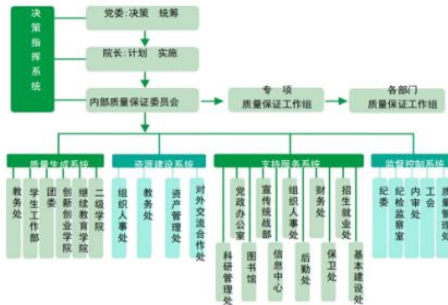 决策指挥系统
党委:决策 统筹
院长:计划 实施
内部质量保证委员会
专 项
质量保证工作组
各部门
质量保证工作组
质量生成系统
教务处
学生工作部
团委
创新创业学院
继续教育学院
二级学院
资源建设系统
组织人事处
教务处
资产管理处
对外交流合作处
支持服务系统
科研管理处
党政办公室
图书馆
宣传统战部
信息中心
组织人事处
后勤处
财务处
保卫处
招生就业处
基本建设处
监督控制系统
纪委
纪检监察室
内审处
工会
质量管理处